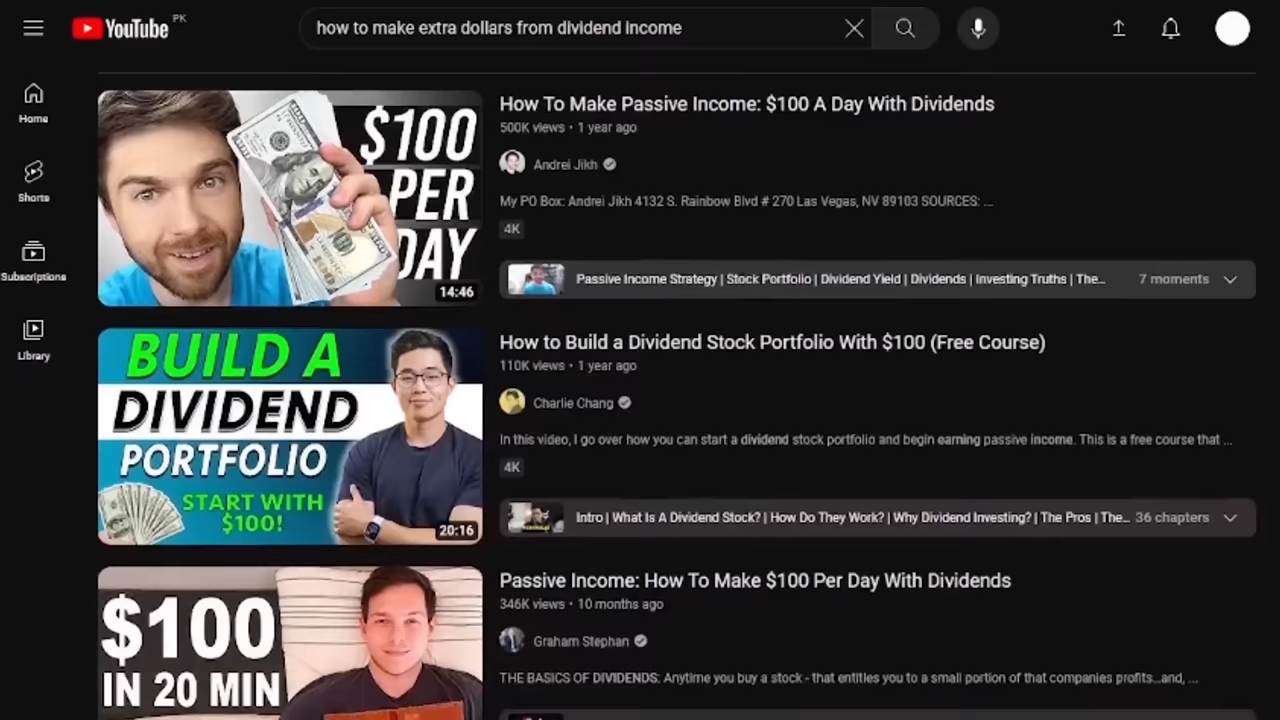 YouTube PK
how to make extra dollars from dividend income
Home
Shorts
Subscriptions
Library
$100
PER
DAY
14:46
How To Make Passive Income: $100 A Day With Dividends
500K views • 1 year ago
Andrei Jikh
My PO Box: Andrei Jikh 4132 S. Rainbow Blvd # 270 Las Vegas, NV 89103 SOURCES: ...
4K
Passive Income Strategy | Stock Portfolio | Dividend Yield | Dividends | Investing Truths | The... 7 moments
BUILD A
DIVIDEND
PORTFOLIO
START WITH
$100!
20:16
How to Build a Dividend Stock Portfolio With $100 (Free Course)
110K views • 1 year ago
Charlie Chang
In this video, I go over how you can start a dividend stock portfolio and begin earning passive income. This is a free course that ...
4K
Intro | What Is A Dividend Stock? | How Do They Work? | Why Dividend Investing? | The Pros | The... 36 chapters
$100
IN 20 MIN
Passive Income: How To Make $100 Per Day With Dividends
346K views • 10 months ago
Graham Stephan
THE BASICS OF DIVIDENDS: Anytime you buy a stock - that entitles you to a small portion of that companies profits...and, ...